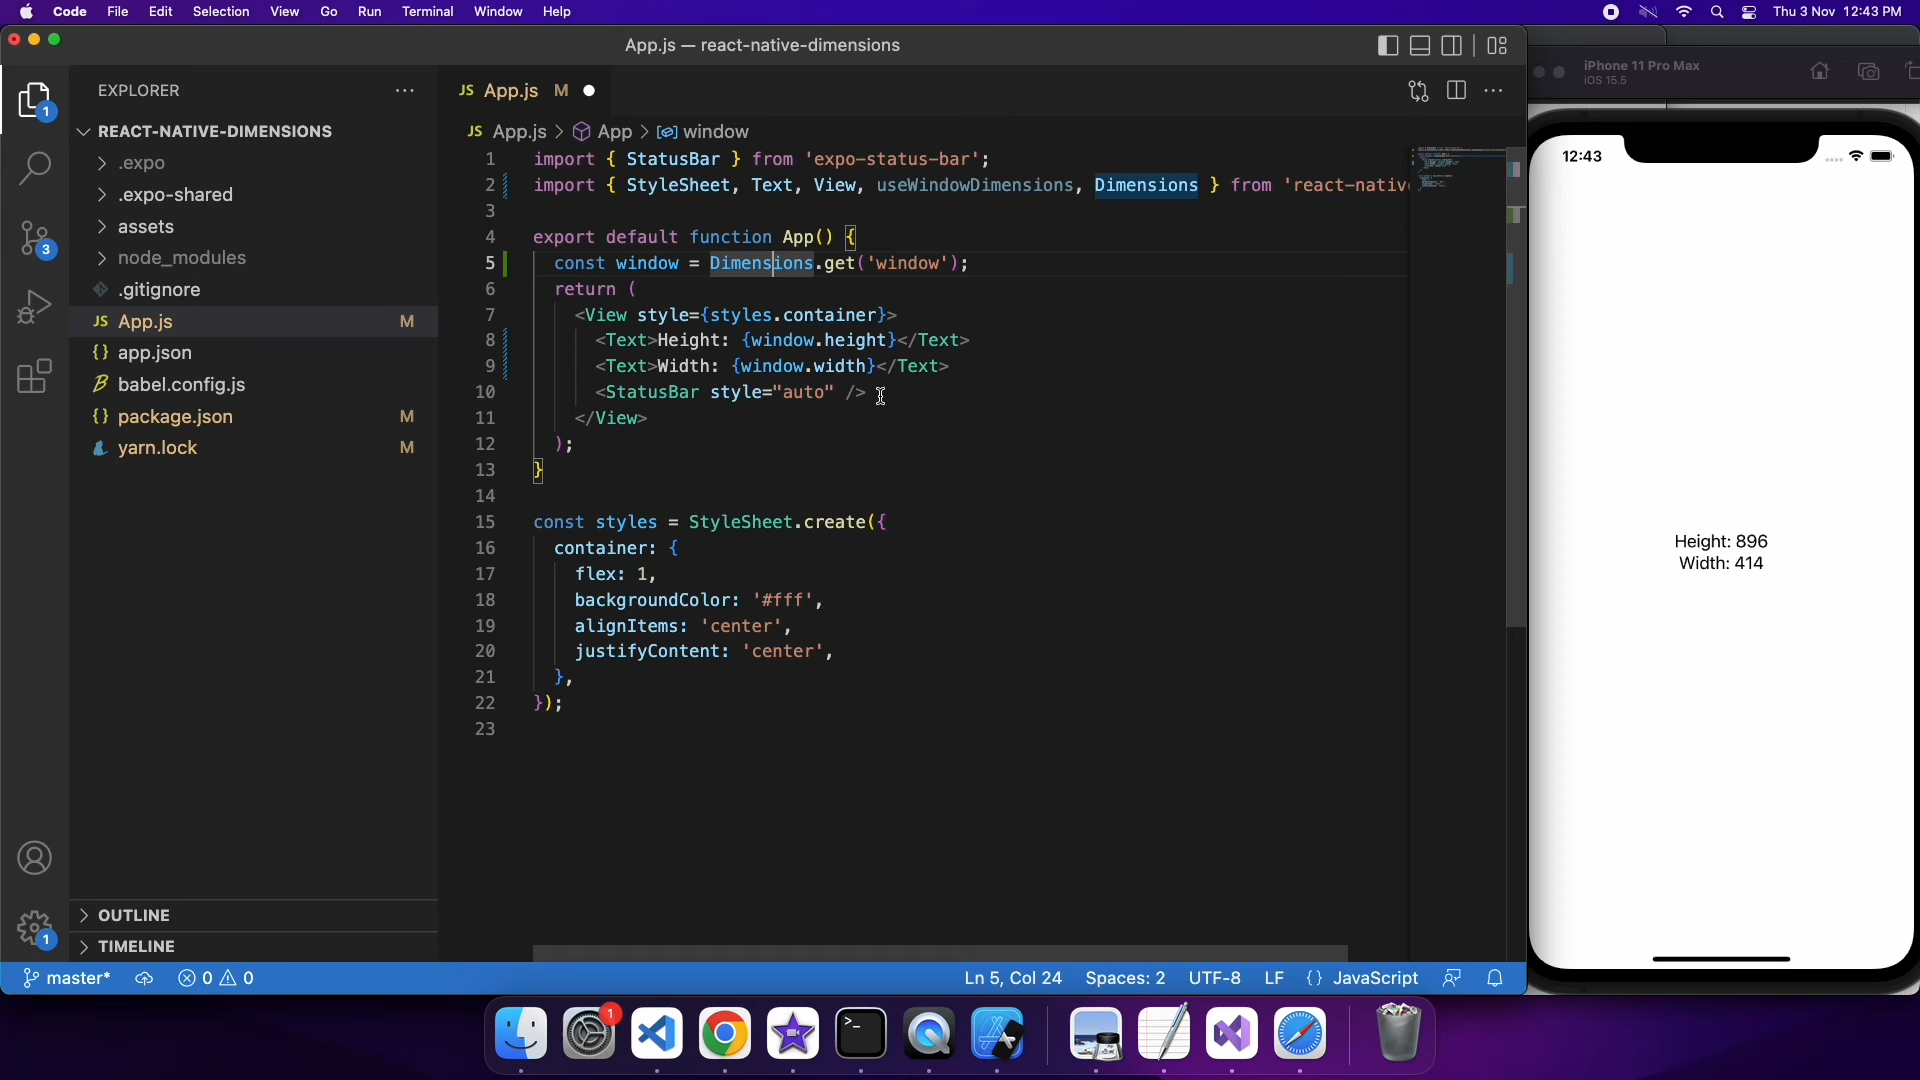 Code File Edit Selection View Go Run Terminal Window Help Thu 3 Nov 12:43 PM
App.js — react-native-dimensions
iPhone 11 Pro Max
iOS 15.5
EXPLORER
JS App.js M
REACT-NATIVE-DIMENSIONS
JS App.js > App > window
.expo
.expo-shared
assets
node_modules
.gitignore
JS App.js M
{} app.json
babel.config.js
{} package.json M
yarn.lock M
OUTLINE
TIMELINE
1
3
1
1 import { StatusBar } from 'expo-status-bar';
2 import { StyleSheet, Text, View, useWindowDimensions, Dimensions } from 'react-nativ
3
4 export default function App() {
5 const window = Dimensions.get('window');
6 return (
7 <View style={styles.container}>
8 <Text>Height: {window.height}</Text>
9 <Text>Width: {window.width}</Text>
10 <StatusBar style="auto" />
11 </View>
12 );
13 }
14
15 const styles = StyleSheet.create({
16 container: {
17 flex: 1,
18 backgroundColor: '#fff',
19 alignItems: 'center',
20 justifyContent: 'center',
21 },
22 });
23
12:43
Height: 896
Width: 414
master* 0 0 Ln 5, Col 24 Spaces: 2 UTF-8 LF {} JavaScript
1